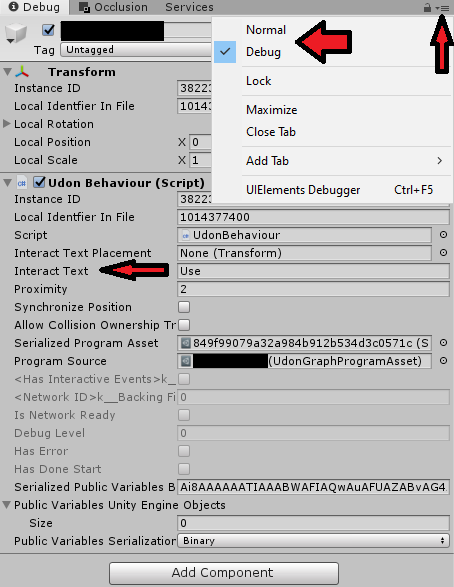 Debug Occlusion Services
Normal
Debug
Lock
Maximize
Close Tab
Add Tab
UIElements Debugger Ctrl+F5
Tag Untagged
Transform
Instance ID 3822
Local Identfier In File 1014
Local Rotation
Local Position X 0
Local Scale X 1
Udon Behaviour (Script)
Instance ID 3822
Local Identfier In File 1014377400
Script UdonBehaviour
Interact Text Placement None (Transform)
Interact Text Use
Proximity 2
Synchronize Position
Allow Collision Ownership Tr
Serialized Program Asset 849f99079a32a984b912b534d3c0571c (S
Program Source (UdonGraphProgramAsset)
<Has Interactive Events>k__
<Network ID>k__Backing Fi 0
Is Network Ready
Debug Level 0
Has Error
Has Done Start
Serialized Public Variables B Ai8AAAAAATIAAABWAFIAQwAuAFUAZABvAG4
Public Variables Unity Engine Objects
Size 0
Public Variables Serialization Binary
Add Component